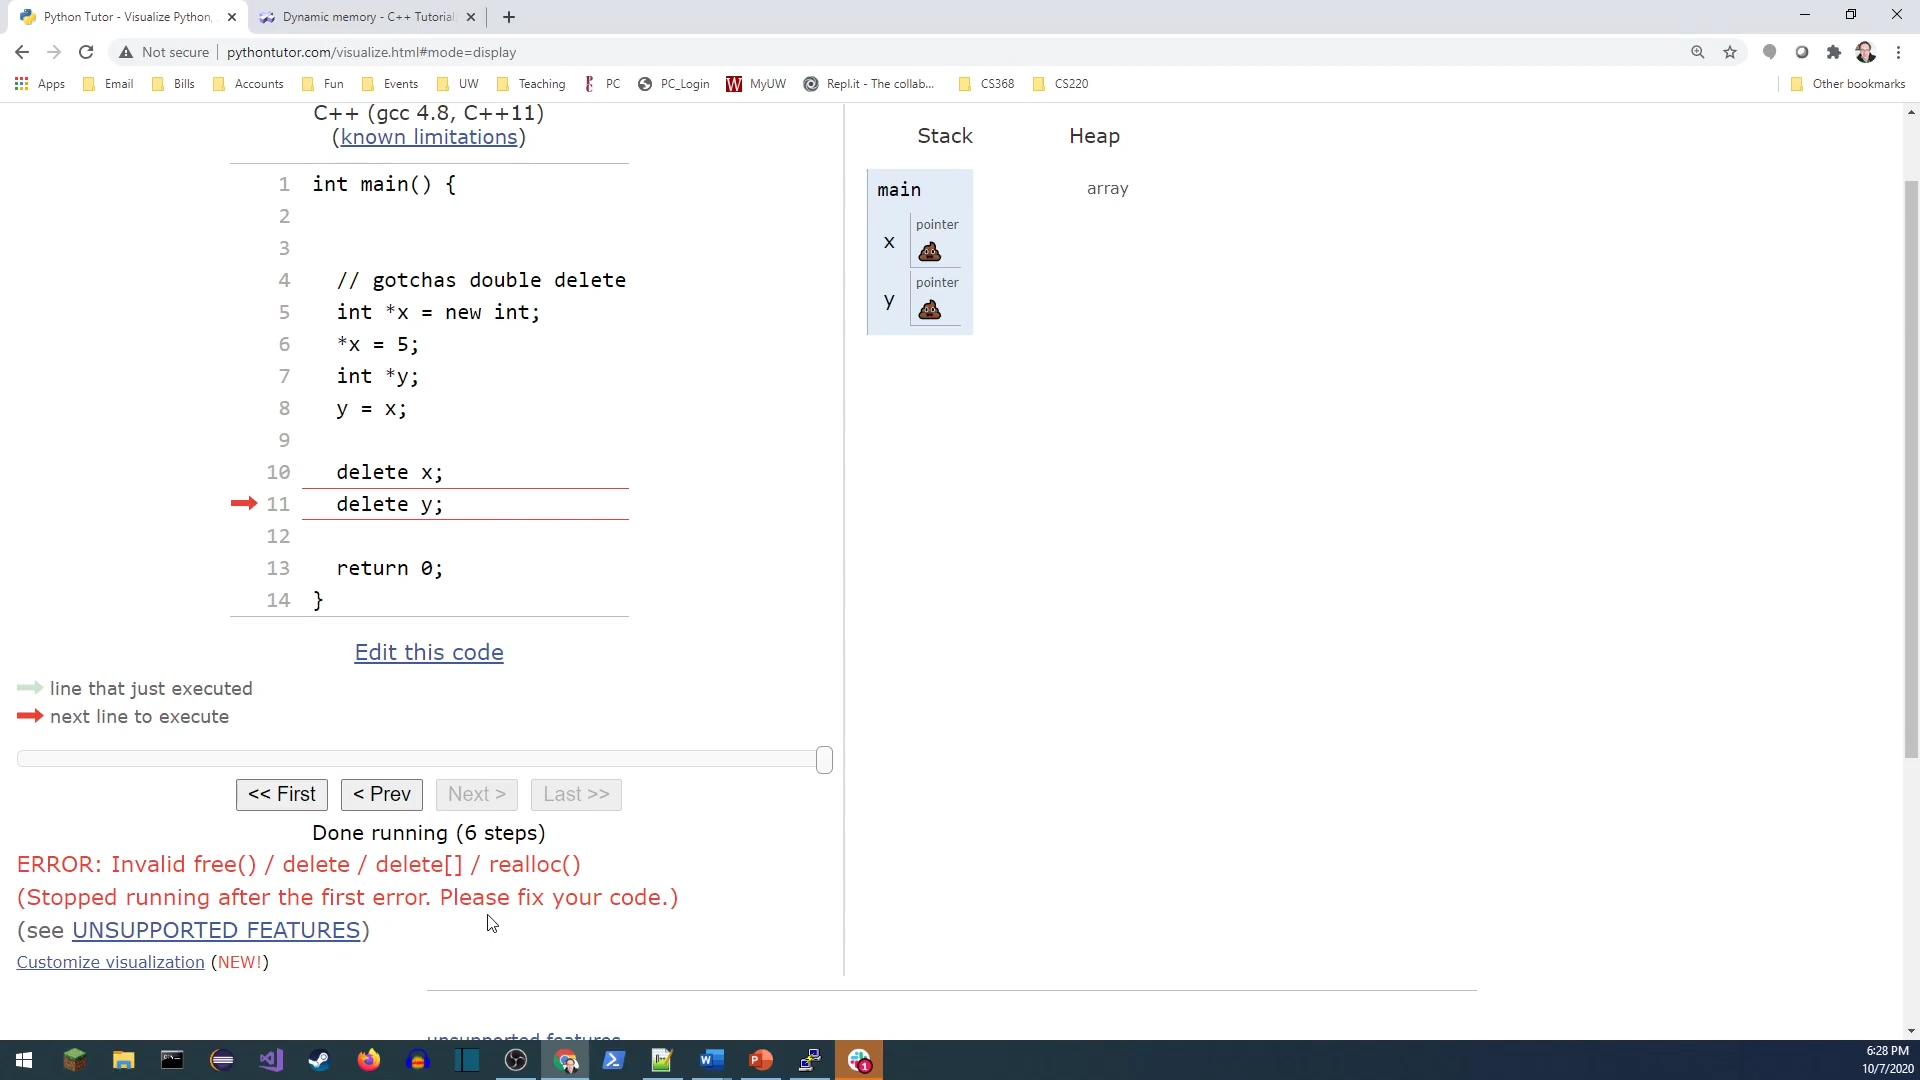 Python Tutor - Visualize Python,
Dynamic memory - C++ Tutorial
Not secure
pythontutor.com/visualize.html#mode=display
Apps
Email
Bills
Accounts
Fun
Events
UW
Teaching
PC
PC_Login
MyUW
Repl.it - The collab...
CS368
CS220
Other bookmarks
C++ (gcc 4.8, C++11)
(known limitations)
1 int main() {
2
3
4 // gotchas double delete
5 int *x = new int;
6 *x = 5;
7 int *y;
8 y = x;
9
10 delete x;
11 delete y;
12
13 return 0;
14 }
Edit this code
line that just executed
next line to execute
<< First
< Prev
Next >
Last >>
Done running (6 steps)
ERROR: Invalid free() / delete / delete[] / realloc()
(Stopped running after the first error. Please fix your code.)
(see UNSUPPORTED FEATURES)
Customize visualization (NEW!)
Stack
Heap
main
array
pointer
x
pointer
y
unsupported features
6:28 PM
10/7/2020